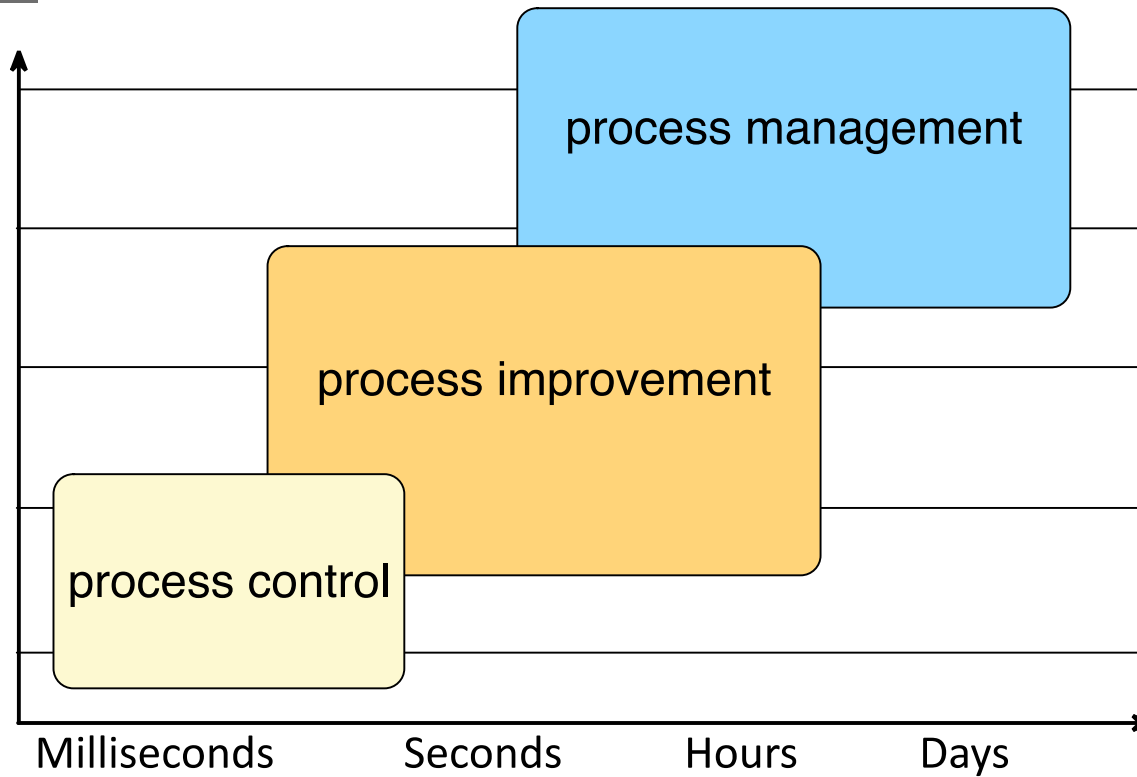 process management
process improvement
process control
Milliseconds Seconds Hours Days